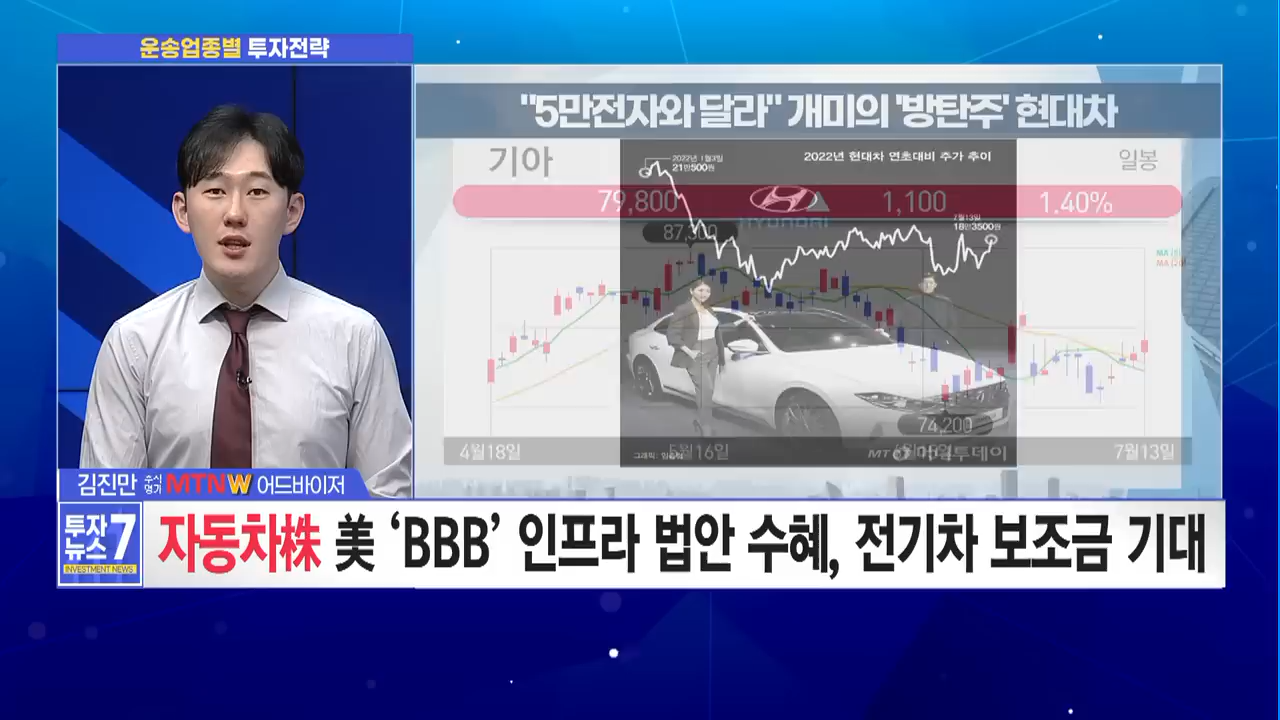 운송업종별 투자전략
"5만전자와 달라" 개미의 '방탄주' 현대차
기아
일봉
79,800
1,100
1.40%
2022년 현대차 연초대비 주가 추이
2022년 1월3일
21만500원
HYUNDAI
87,300
7월13일
18만3500원
74,200
4월18일
5월16일
7월13일
김진만 주식명가 MTNW 어드바이저
투자뉴스7
INVESTMENT NEWS
자동차株 美 ‘BBB’ 인프라 법안 수혜, 전기차 보조금 기대